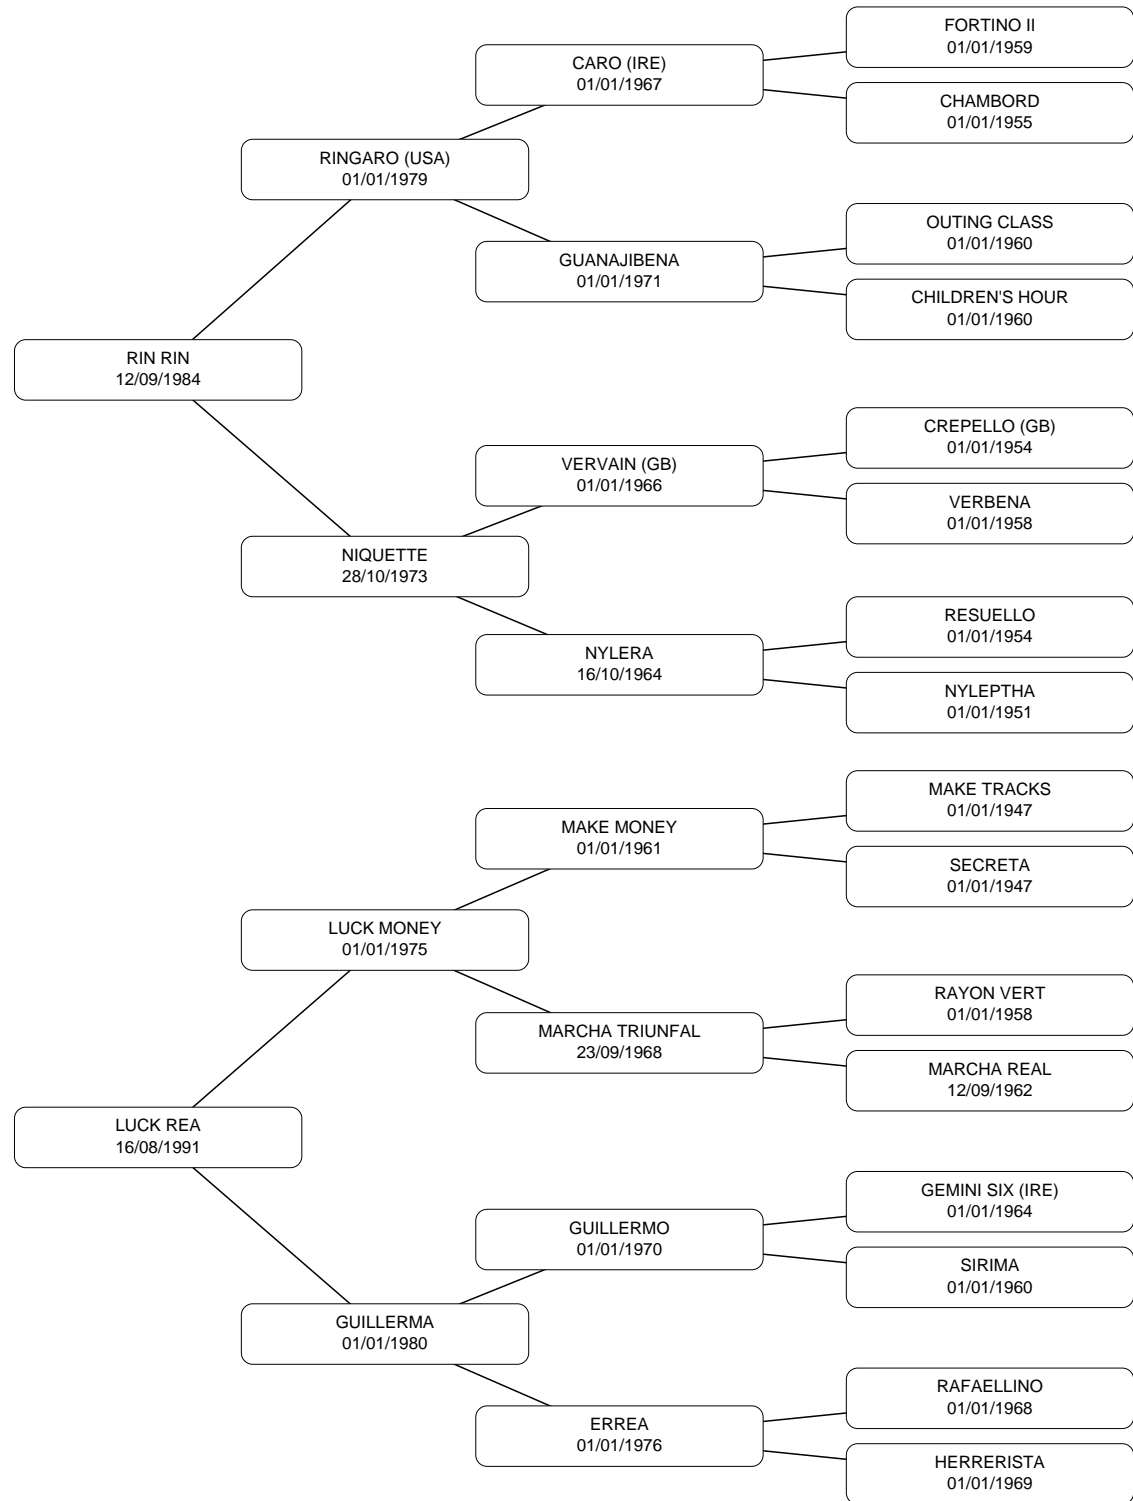 FORTINO II
01/01/1959
CARO (IRE)
01/01/1967
CHAMBORD
01/01/1955
RINGARO (USA)
01/01/1979
OUTING CLASS
01/01/1960
GUANAJIBENA
01/01/1971
CHILDREN'S HOUR
01/01/1960
RIN RIN
12/09/1984
CREPELLO (GB)
01/01/1954
VERVAIN (GB)
01/01/1966
VERBENA
01/01/1958
NIQUETTE
28/10/1973
RESUELLO
01/01/1954
NYLERA
16/10/1964
NYLEPTHA
01/01/1951
MAKE TRACKS
01/01/1947
MAKE MONEY
01/01/1961
SECRETA
01/01/1947
LUCK MONEY
01/01/1975
RAYON VERT
01/01/1958
MARCHA TRIUNFAL
23/09/1968
MARCHA REAL
12/09/1962
LUCK REA
16/08/1991
GEMINI SIX (IRE)
01/01/1964
GUILLERMO
01/01/1970
SIRIMA
01/01/1960
GUILLERMA
01/01/1980
RAFAELLINO
01/01/1968
ERREA
01/01/1976
HERRERISTA
01/01/1969